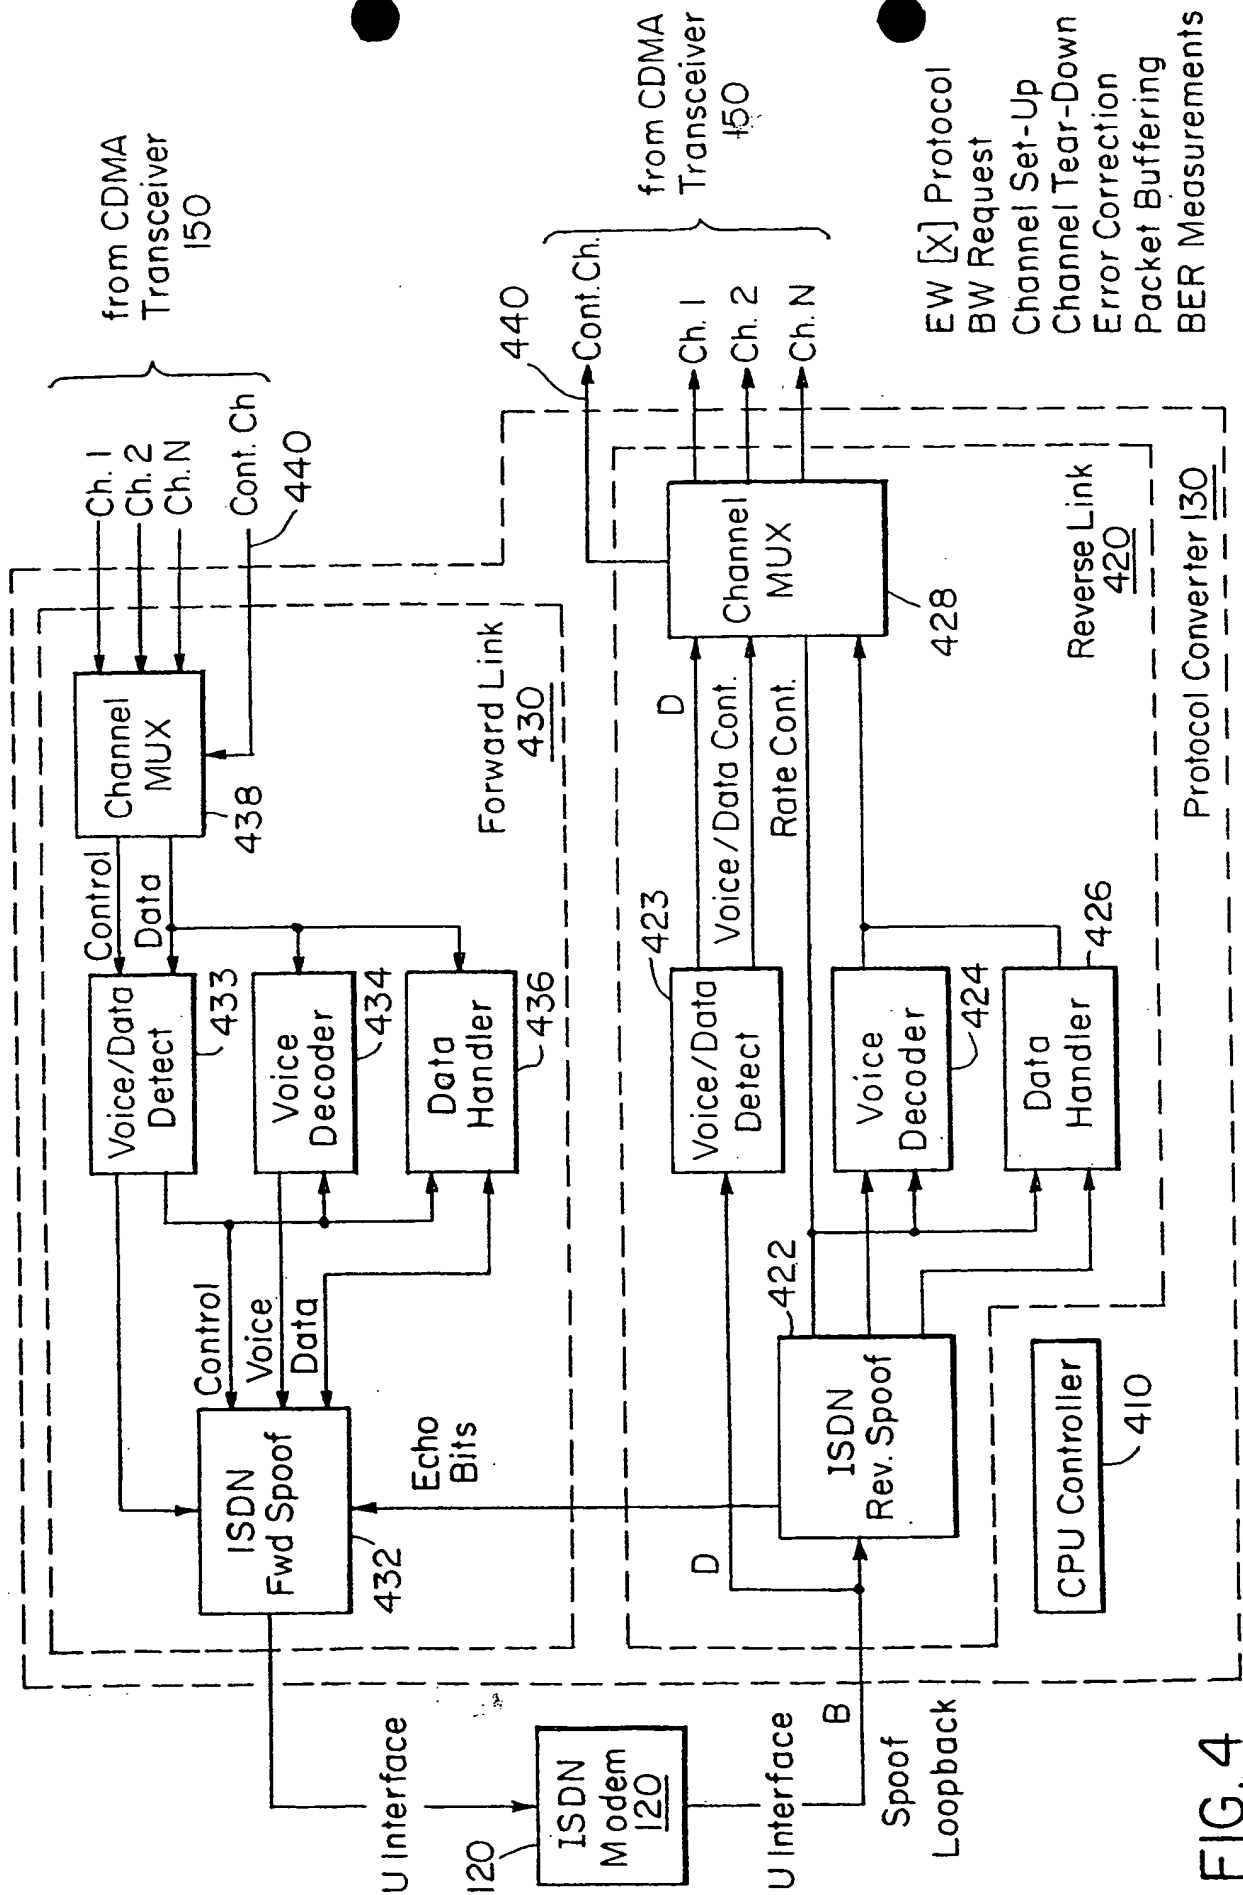 from CDMA
Transceiver
150
Ch. 1
Ch. 2
Ch. N
Cont. Ch
440
Channel
MUX
438
Control
Data
Voice/Data
Detect
433
Voice
Decoder
434
Data
Handler
436
Forward Link
430
Control
Voice
Data
ISDN
Fwd Spoof
432
Echo
Bits
U Interface
120
ISDN
Modem
120
U Interface
B
Spoof
Loopback
from CDMA
Transceiver
150
440
Cont. Ch.
Ch. 1
Ch. 2
Ch. N
Channel
MUX
428
D
Voice/Data Cont.
Rate Cont.
423
Voice/Data
Detect
Voice
Decoder
424
Data
Handler
426
Reverse Link
420
D
422
ISDN
Rev. Spoof
CPU Controller
410
Protocol Converter 130
EW [X] Protocol
BW Request
Channel Set-Up
Channel Tear-Down
Error Correction
Packet Buffering
BER Measurements
FIG. 4